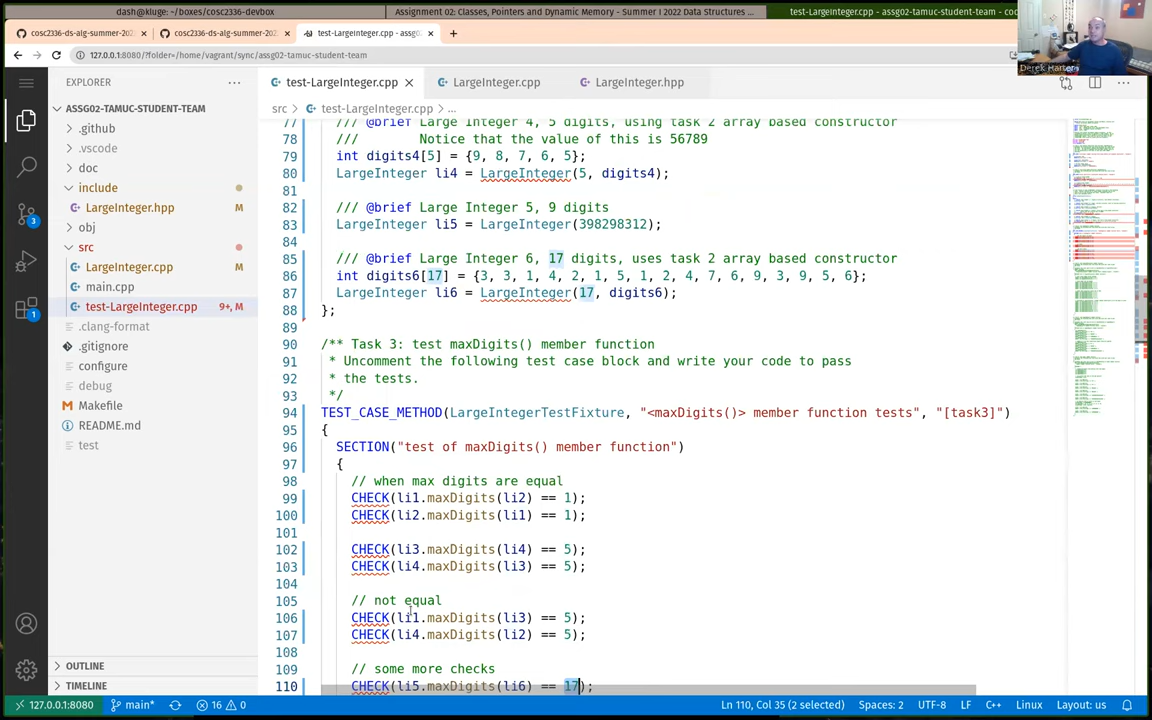 dash@kluge: ~/boxes/cosc2336-devbox
Assignment 02: Classes, Pointers and Dynamic Memory - Summer I 2022 Data Structures ...
test-LargeInteger.cpp - assg02-tamuc-student-team - coc
cosc2336-ds-alg-summer-202
cosc2336-ds-alg-summer-202
test-LargeInteger.cpp - assg
127.0.0.1:8080/?folder=/home/vagrant/sync/assg02-tamuc-student-team
Derek Harter
EXPLORER
test-LargeInteger.cpp
LargeInteger.cpp
LargeInteger.hpp
ASSG02-TAMUC-STUDENT-TEAM
.github
.vscode
doc
include
LargeInteger.hpp M
obj
src
LargeInteger.cpp M
main.cpp
test-LargeInteger.cpp 9+, M
.clang-format
.gitignore
configure
debug
Makefile
README.md
test
OUTLINE
TIMELINE
3
1
src > test-LargeInteger.cpp > ...
77 /// @brief Large Integer 4, 5 digits, using task 2 array based constructor
78 /// Notice that the value of this is 56789
79 int digits4[5] = {9, 8, 7, 6, 5};
80 LargeInteger li4 = LargeInteger(5, digits4);
81
82 /// @brief Large Integer 5, 9 digits
83 LargeInteger li5 = LargeInteger(398298312);
84
85 /// @brief Large Integer 6, 17 digits, uses task 2 array based constructor
86 int digits6[17] = {3, 3, 1, 4, 2, 1, 5, 1, 2, 4, 7, 6, 9, 3, 9, 5, 6};
87 LargeInteger li6 = LargeInteger(17, digits6);
88 };
89
90 /** Task 3: test maxDigits() member function
91 * Uncomment the following test case block and write your code to pass
92 * the tests.
93 */
94 TEST_CASE_METHOD(LargeIntegerTestFixture, "<maxDigits()> member function tests", "[task3]")
95 {
96 SECTION("test of maxDigits() member function")
97 {
98 // when max digits are equal
99 CHECK(li1.maxDigits(li2) == 1);
100 CHECK(li2.maxDigits(li1) == 1);
101
102 CHECK(li3.maxDigits(li4) == 5);
103 CHECK(li4.maxDigits(li3) == 5);
104
105 // not equal
106 CHECK(li1.maxDigits(li3) == 5);
107 CHECK(li4.maxDigits(li2) == 5);
108
109 // some more checks
110 CHECK(li5.maxDigits(li6) == 17);
127.0.0.1:8080 main* 16 0 Ln 110, Col 35 (2 selected) Spaces: 2 UTF-8 LF C++ Linux Layout: us